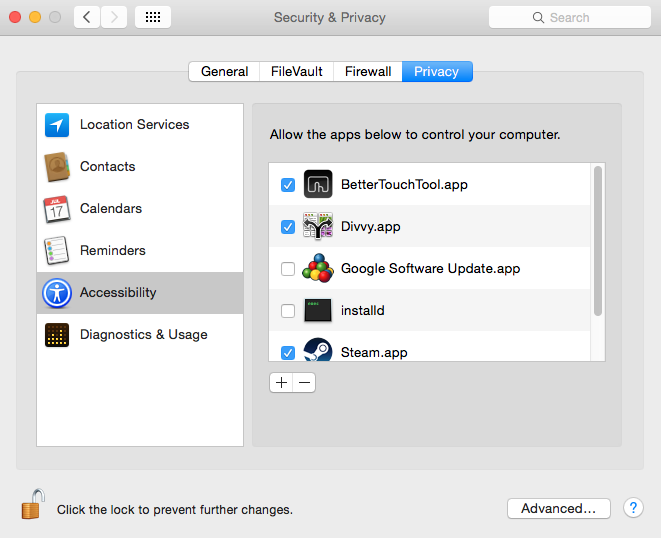 Security & Privacy
Search
General
FileVault
Firewall
Privacy
Location Services
Contacts
JUL
17
Calendars
Reminders
Accessibility
Diagnostics & Usage
Allow the apps below to control your computer.
BetterTouchTool.app
Divvy.app
Google Software Update.app
exec
installd
Steam.app
+
−
Click the lock to prevent further changes.
Advanced...
?